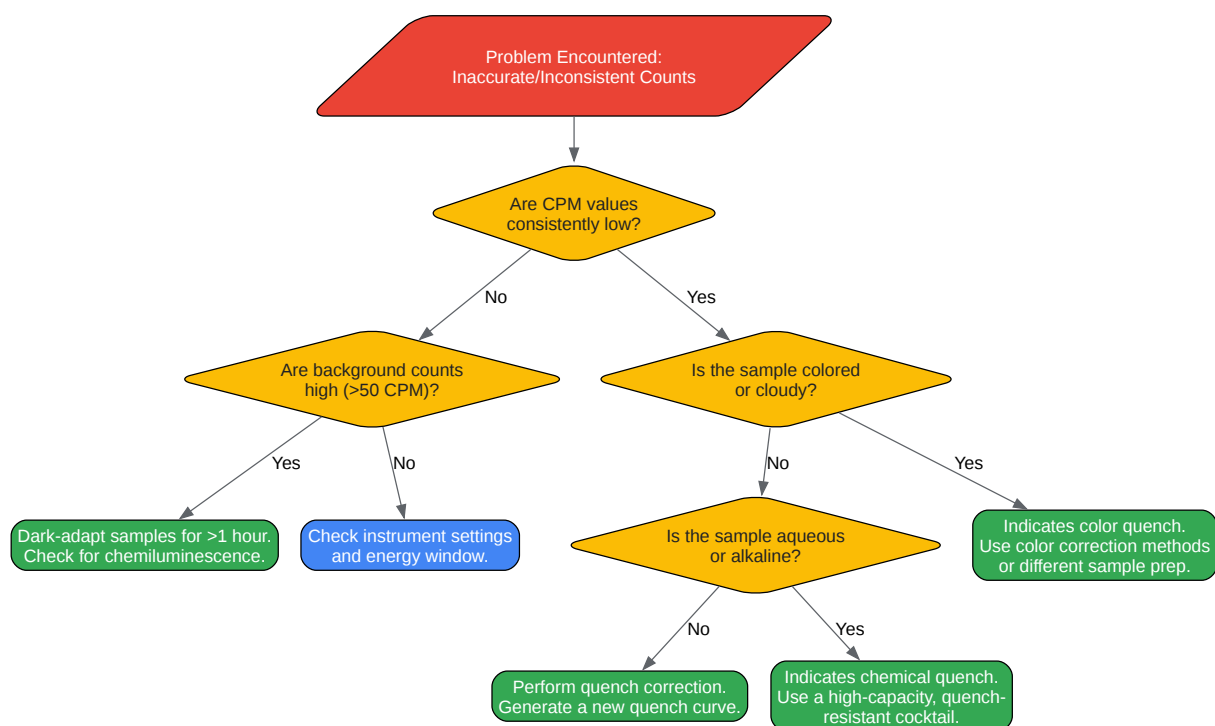 Problem Encountered:
Inaccurate/Inconsistent Counts
Are CPM values
consistently low?
No
Yes
Are background counts
high (>50 CPM)?
Is the sample colored
or cloudy?
Yes
No
No
Yes
Dark-adapt samples for >1 hour.
Check for chemiluminescence.
Check instrument settings
and energy window.
Is the sample aqueous
or alkaline?
Indicates color quench.
Use color correction methods
or different sample prep.
No
Yes
Perform quench correction.
Generate a new quench curve.
Indicates chemical quench.
Use a high-capacity, quench-
resistant cocktail.